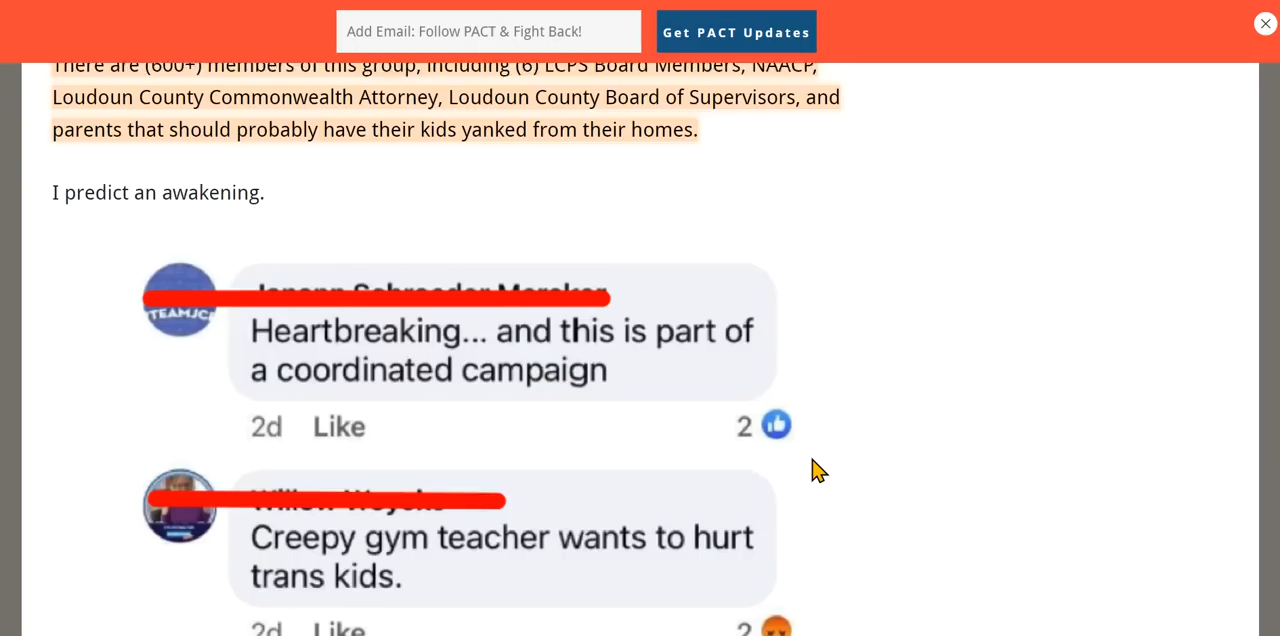 Add Email: Follow PACT & Fight Back!
Get PACT Updates
There are (600+) members of this group, including (6) LCPS Board Members, NAACP,
Loudoun County Commonwealth Attorney, Loudoun County Board of Supervisors, and
parents that should probably have their kids yanked from their homes.
I predict an awakening.
TEAMJC
Heartbreaking... and this is part of
a coordinated campaign
2d Like 2
Creepy gym teacher wants to hurt
trans kids.
2d Like 2